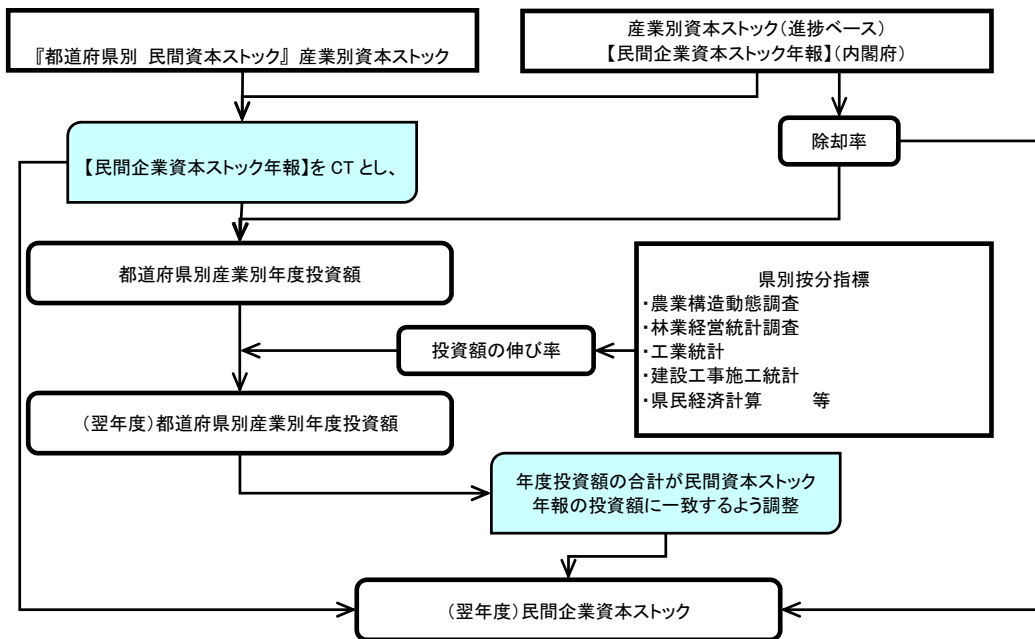 『都道府県別 民間資本ストック』 産業別資本ストック
産業別資本ストック（進捗ベース）
【民間企業資本ストック年報】（内閣府）
【民間企業資本ストック年報】を CT とし、
除却率
都道府県別産業別年度投資額
県別按分指標
・農業構造動態調査
・林業経営統計調査
・工業統計
・建設工事施工統計
・県民経済計算　　　等
投資額の伸び率
（翌年度）都道府県別産業別年度投資額
年度投資額の合計が民間資本ストック
年報の投資額に一致するよう調整
（翌年度）民間企業資本ストック